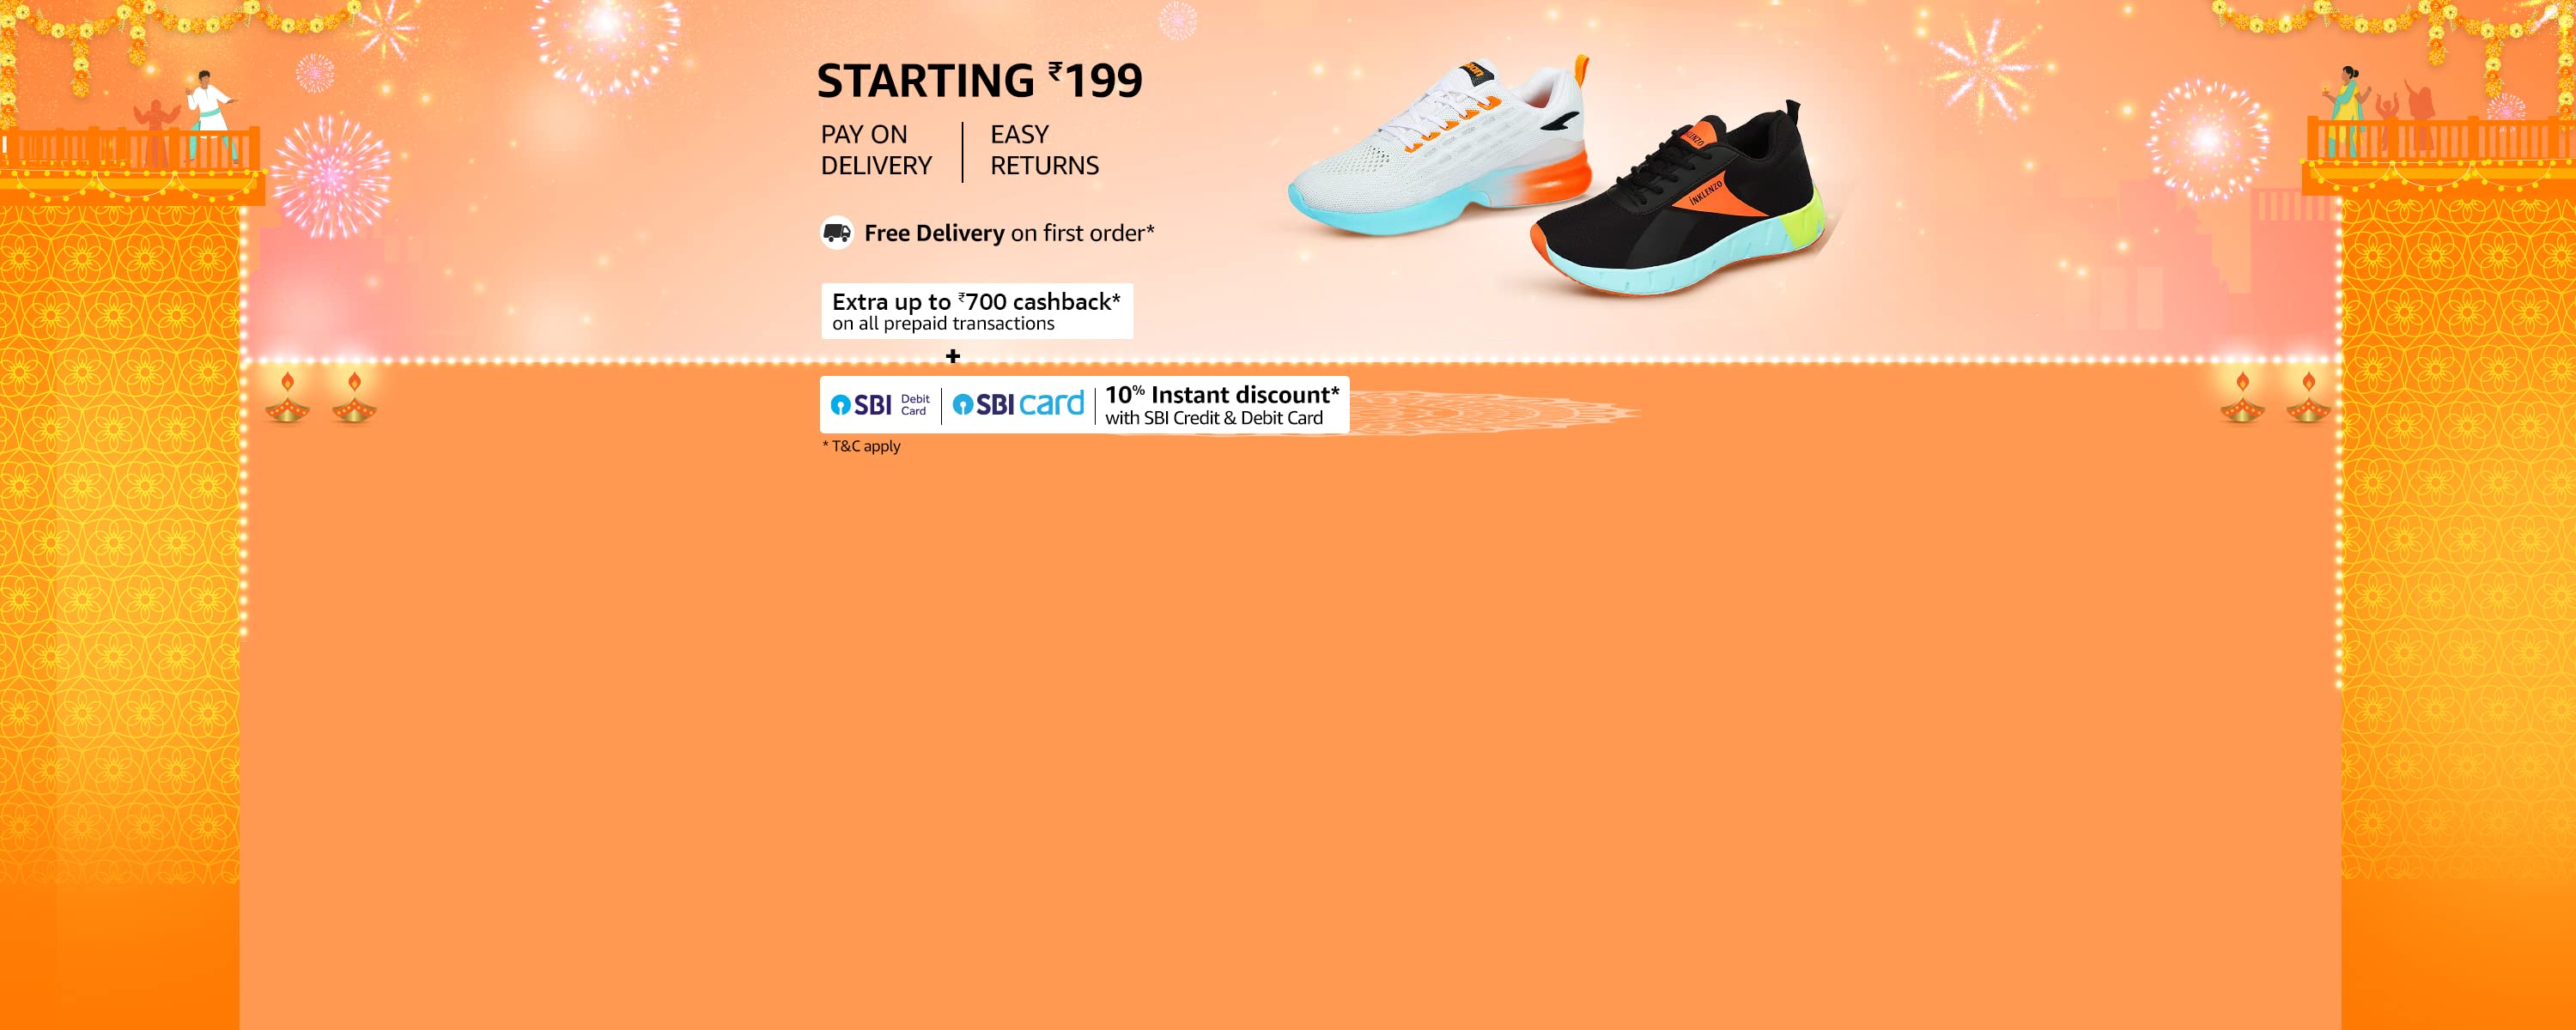 STARTING ₹199
PAY ON DELIVERY
EASY RETURNS
Free Delivery on first order*
Extra up to ₹700 cashback*
on all prepaid transactions
+
SBI Debit Card
SBI card
10% Instant discount*
with SBI Credit & Debit Card
* T&C apply
INKLENZO